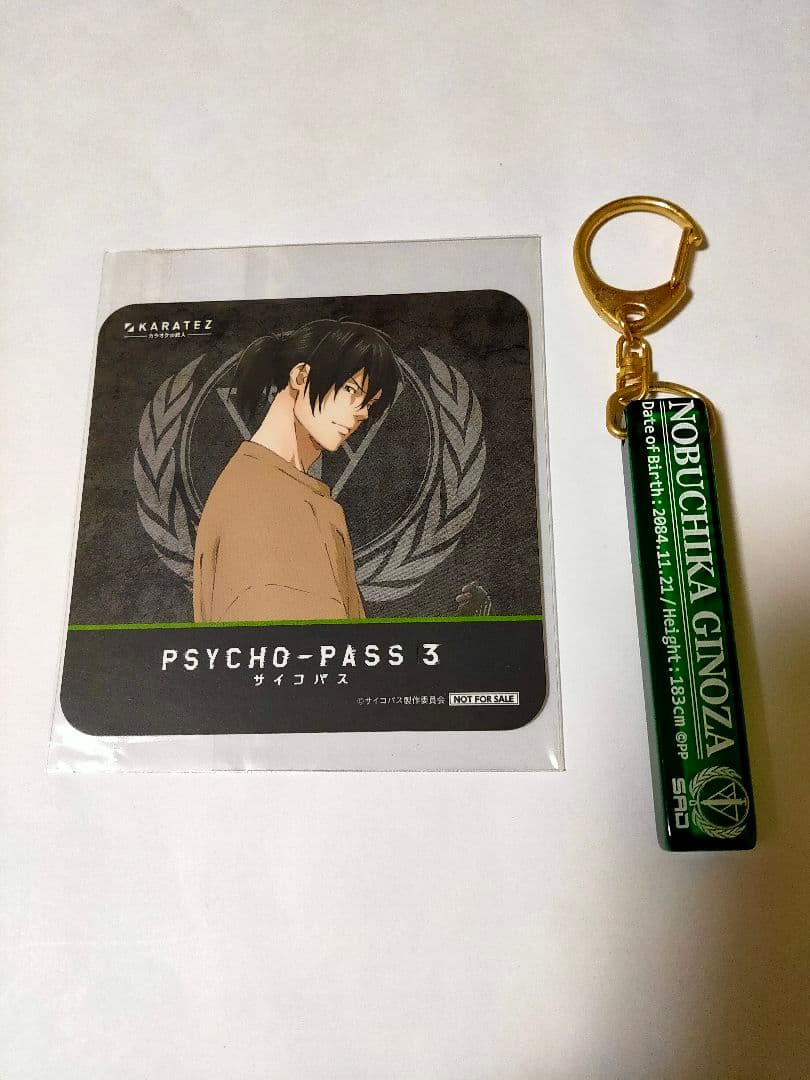 KARATEZ
カラオケの鉄人
PSYCHO-PASS 3
サイコパス
©サイコパス製作委員会 NOT FOR SALE
NOBUCHIKA GINOZA
Date of Birth : 2084.11.21 / Height : 183cm ©PP
SAD